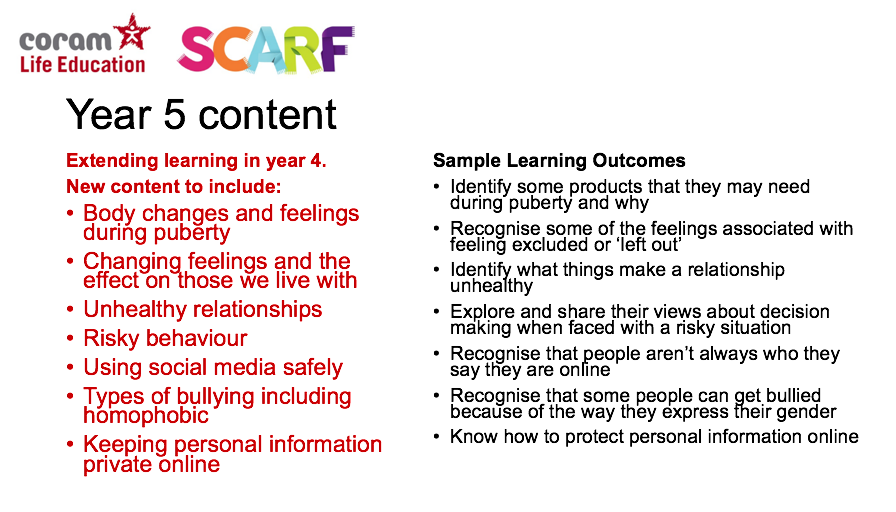 coram
Life Education
SCARF
Year 5 content
Extending learning in year 4.
New content to include:
• Body changes and feelings
during puberty
• Changing feelings and the
effect on those we live with
• Unhealthy relationships
• Risky behaviour
• Using social media safely
• Types of bullying including
homophobic
• Keeping personal information
private online
Sample Learning Outcomes
• Identify some products that they may need
during puberty and why
• Recognise some of the feelings associated with
feeling excluded or ‘left out’
• Identify what things make a relationship
unhealthy
• Explore and share their views about decision
making when faced with a risky situation
• Recognise that people aren’t always who they
say they are online
• Recognise that some people can get bullied
because of the way they express their gender
• Know how to protect personal information online